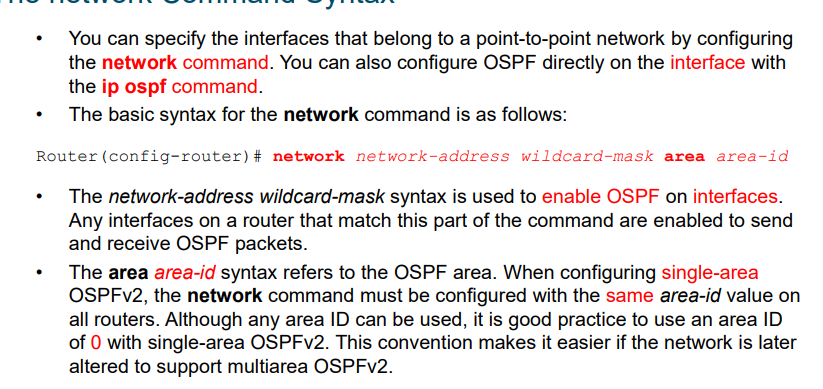 The network Command Syntax
• You can specify the interfaces that belong to a point-to-point network by configuring
the network command. You can also configure OSPF directly on the interface with
the ip ospf command.
• The basic syntax for the network command is as follows:
Router(config-router)# network network-address wildcard-mask area area-id
• The network-address wildcard-mask syntax is used to enable OSPF on interfaces.
Any interfaces on a router that match this part of the command are enabled to send
and receive OSPF packets.
• The area area-id syntax refers to the OSPF area. When configuring single-area
OSPFv2, the network command must be configured with the same area-id value on
all routers. Although any area ID can be used, it is good practice to use an area ID
of 0 with single-area OSPFv2. This convention makes it easier if the network is later
altered to support multiarea OSPFv2.